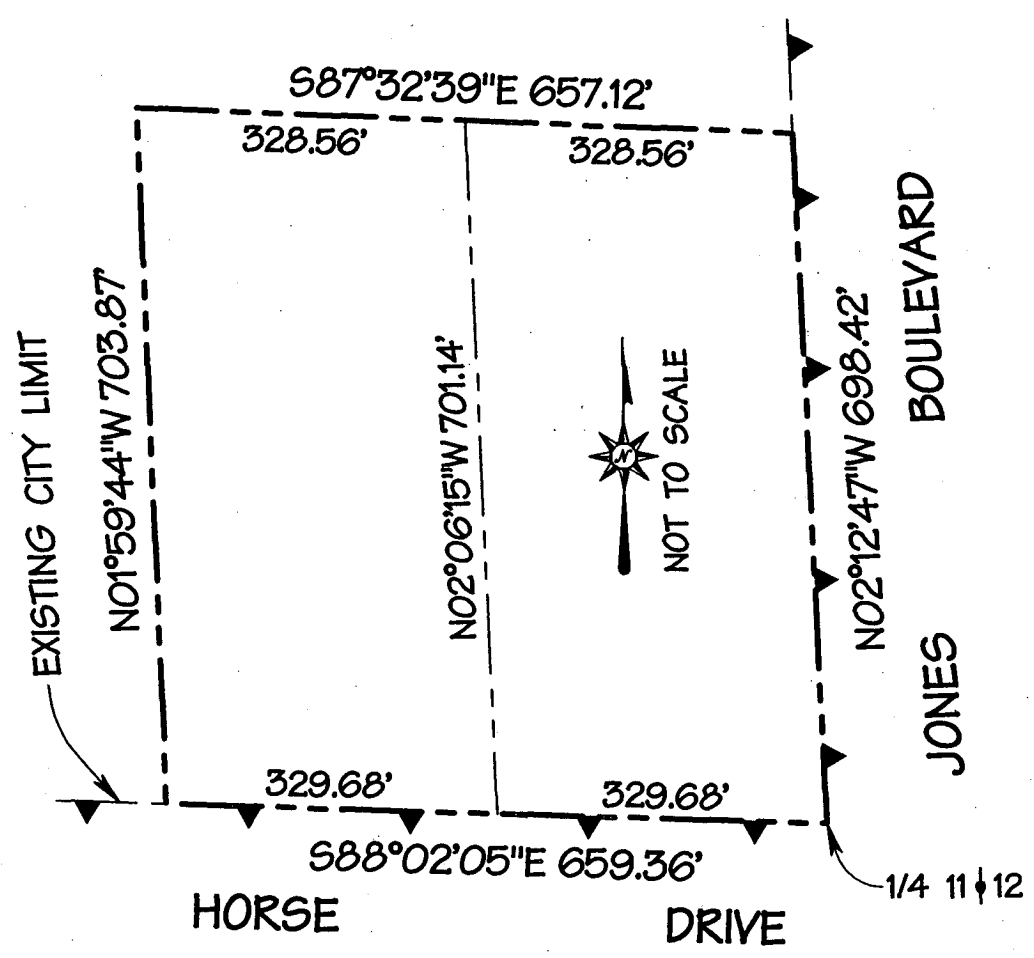 S87°32'39"E 657.12'
328.56'
328.56'
BOULEVARD
EXISTING CITY LIMIT
N01°59'44"W 703.87'
N02°06'15"W 701.14'
N
NOT TO SCALE
N02°12'47"W 698.42'
JONES
329.68'
329.68'
S88°02'05"E 659.36'
1/4 11 12
HORSE
DRIVE